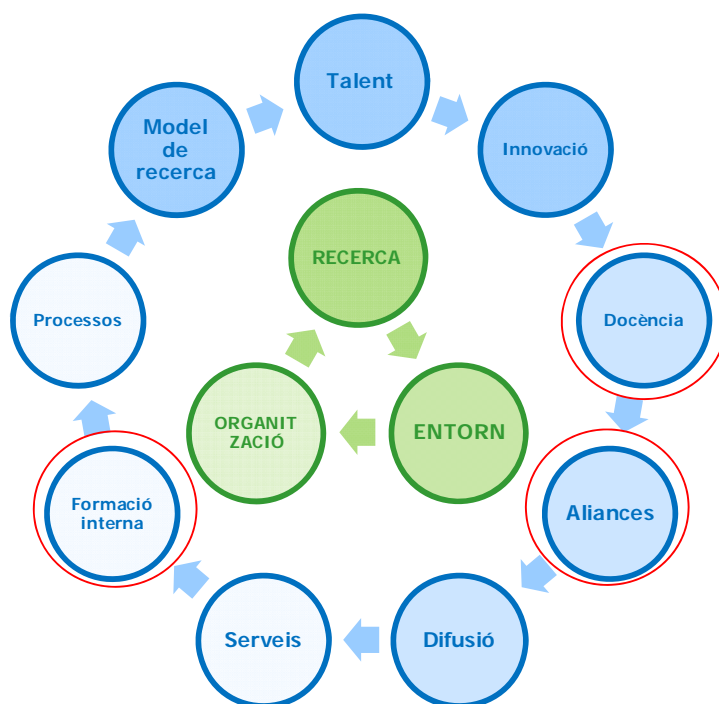 Talent
Model
de
recerca
Innovació
RECERCA
Processos
Docència
ORGANIT
ZACIÓ
ENTORN
Formació
interna
Aliances
Serveis
Difusió